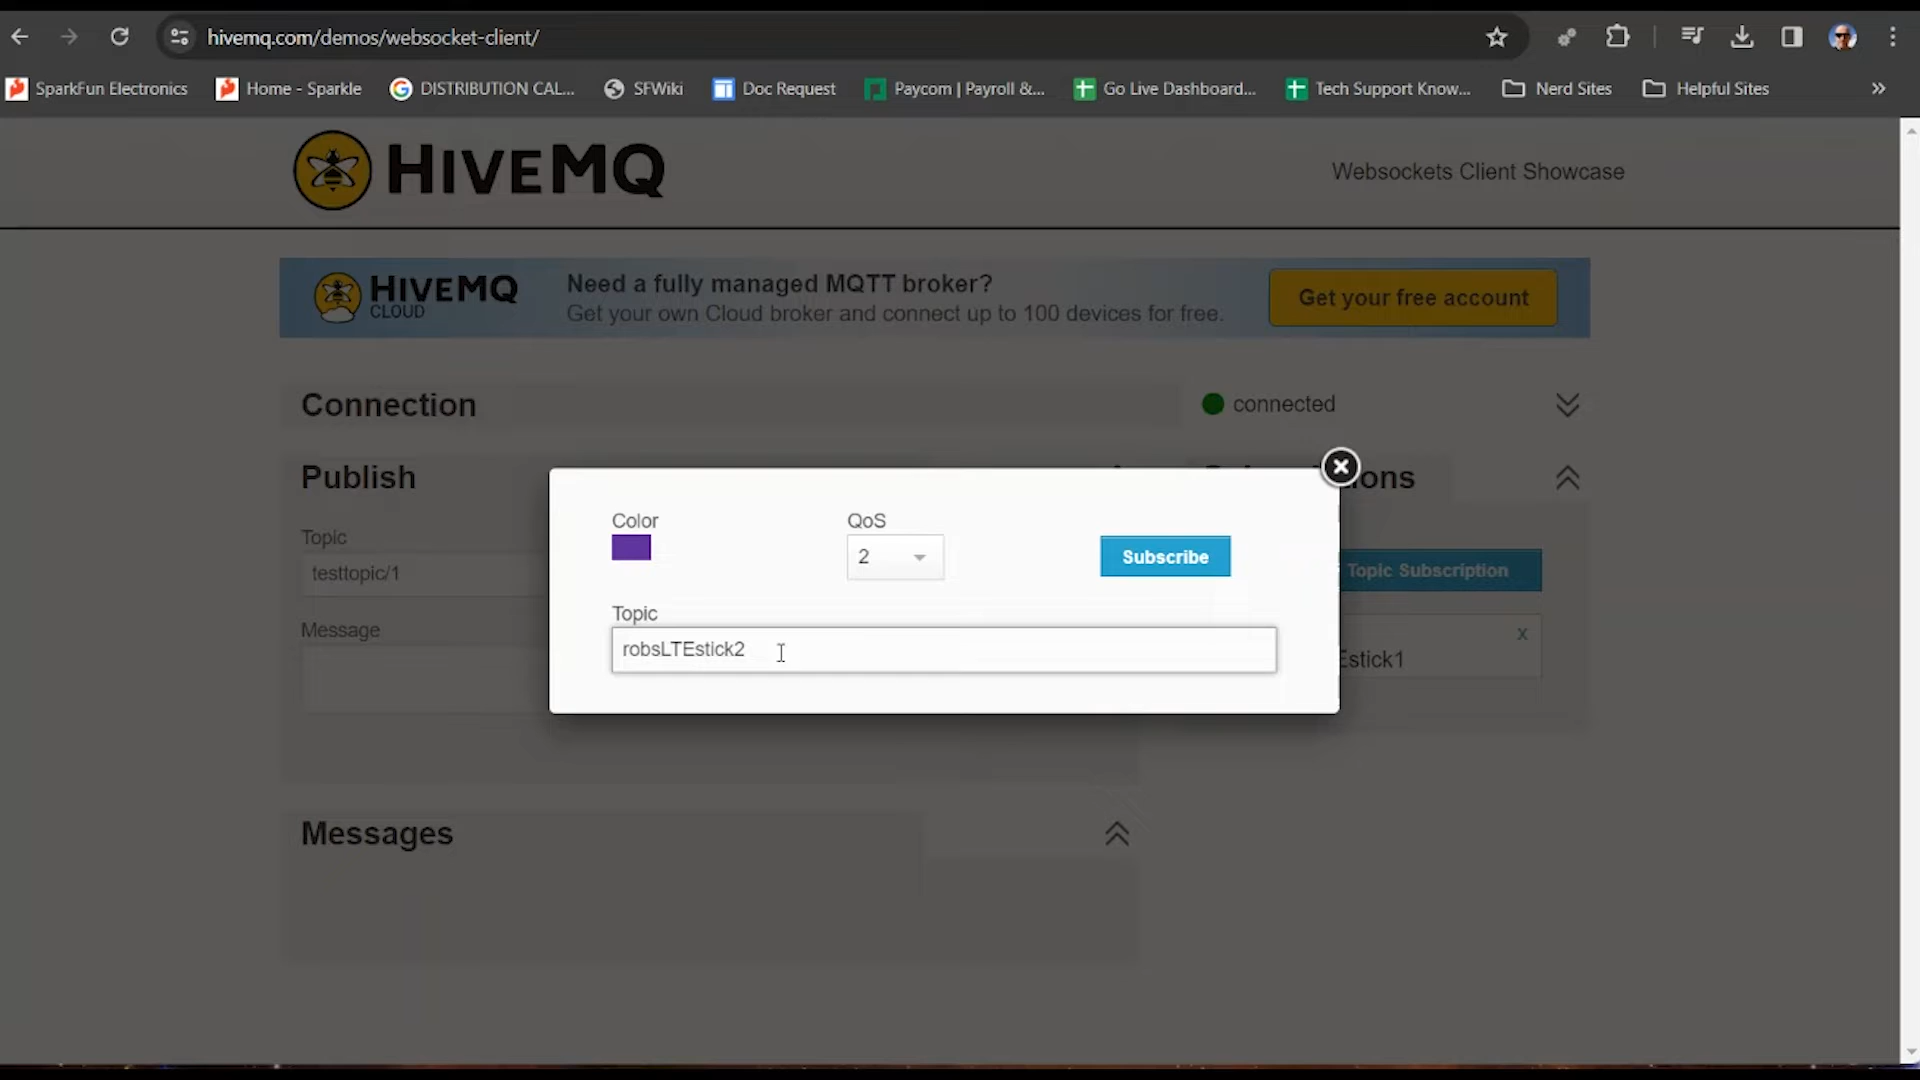 hivemq.com/demos/websocket-client/
SparkFun Electronics Home - Sparkle DISTRIBUTION CAL... SFWiki Doc Request Paycom | Payroll &... Go Live Dashboard... Tech Support Know... Nerd Sites Helpful Sites
HIVEMQ
Websockets Client Showcase
HIVEMQ
CLOUD
Need a fully managed MQTT broker?
Get your own Cloud broker and connect up to 100 devices for free.
Get your free account
Connection
connected
Publish
ions
Color
QoS
Topic
2
Subscribe
testtopic/1
Topic Subscription
Topic
Message
x
robsLTEstick2
Estick1
Messages